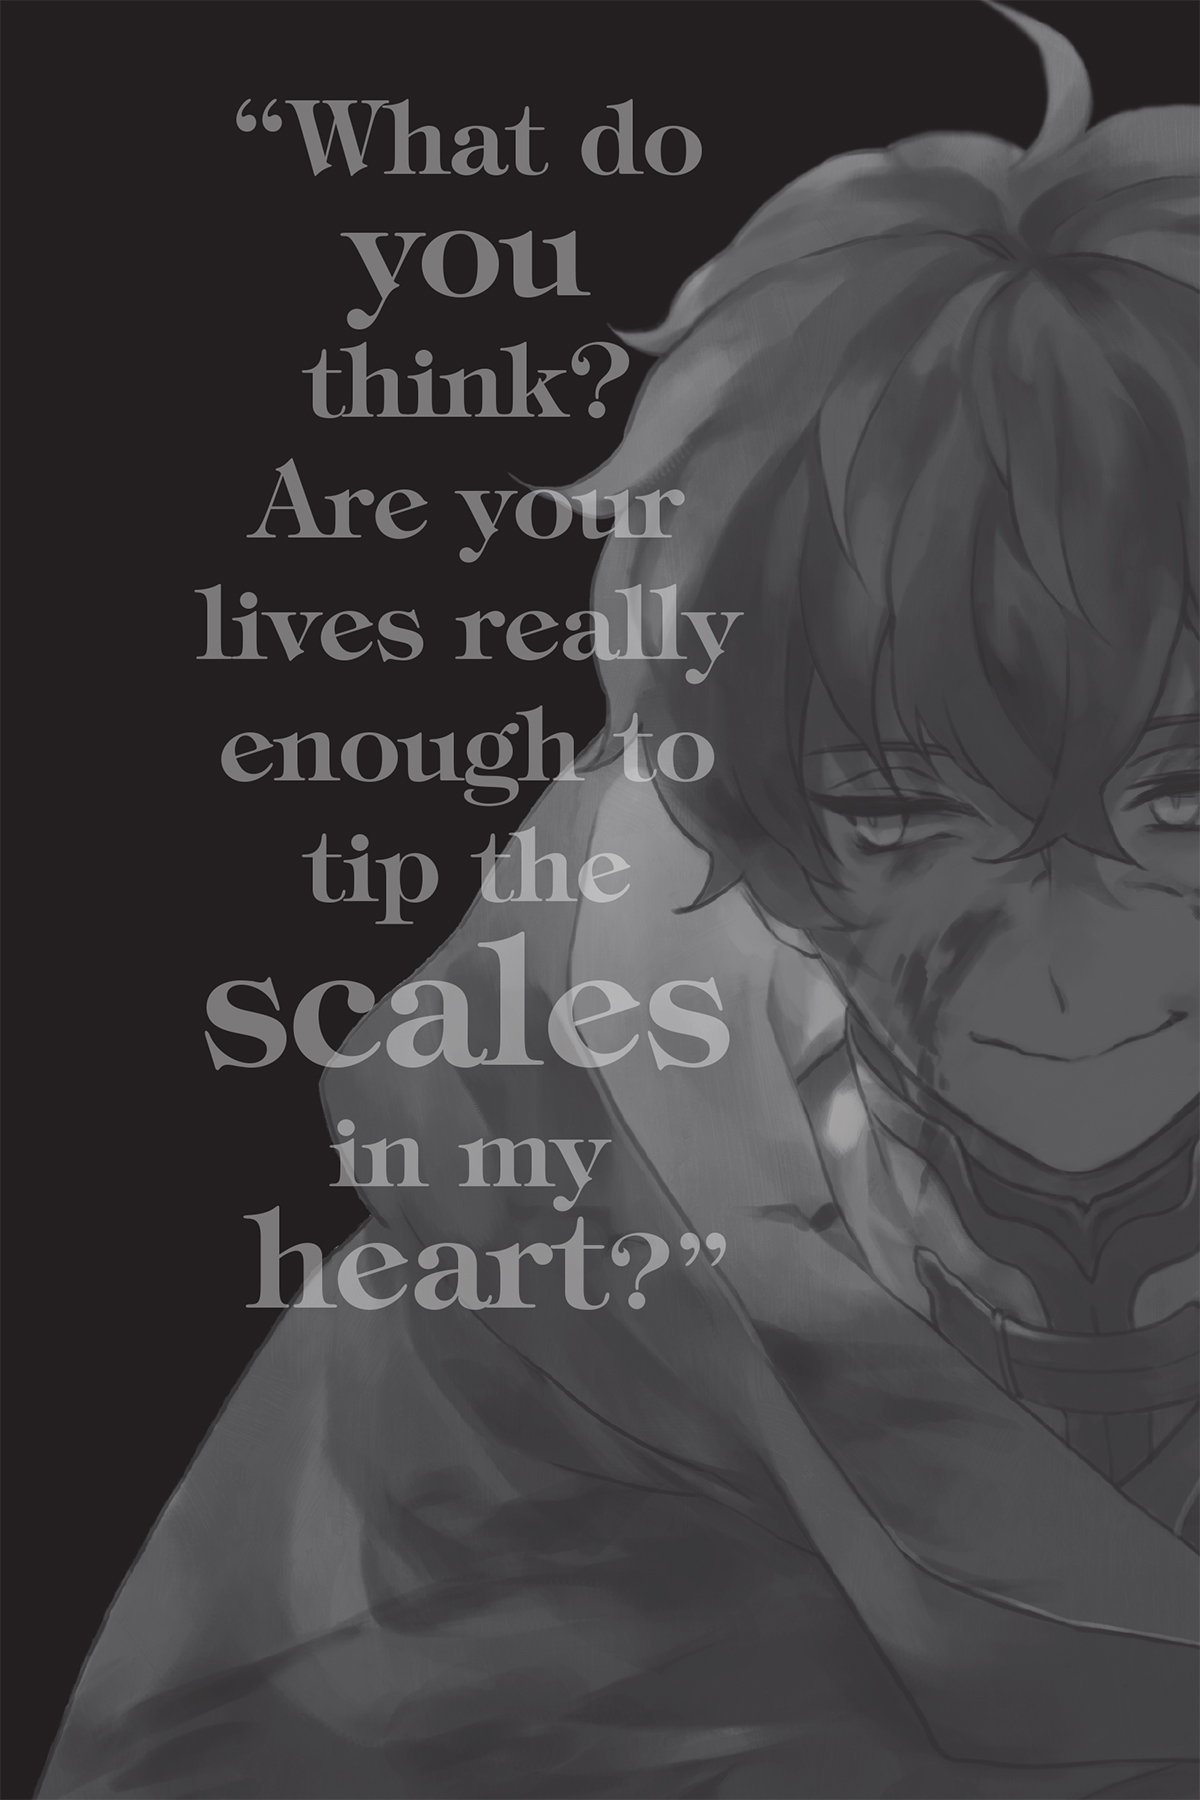 “What do
you
think?
Are your
lives really
enough to
tip the
scales
in my
heart?”